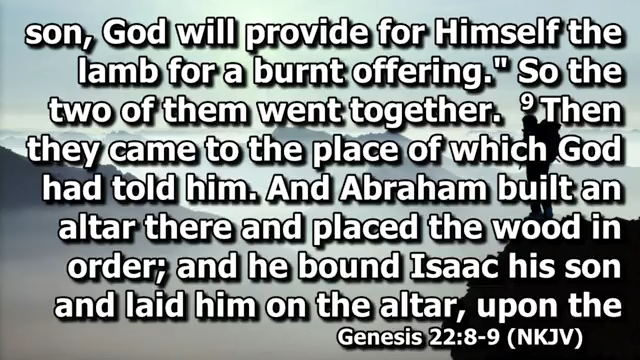 son, God will provide for Himself the
lamb for a burnt offering." So the
two of them went together. 9 Then
they came to the place of which God
had told him. And Abraham built an
altar there and placed the wood in
order; and he bound Isaac his son
and laid him on the altar, upon the
Genesis 22:8-9 (NKJV)